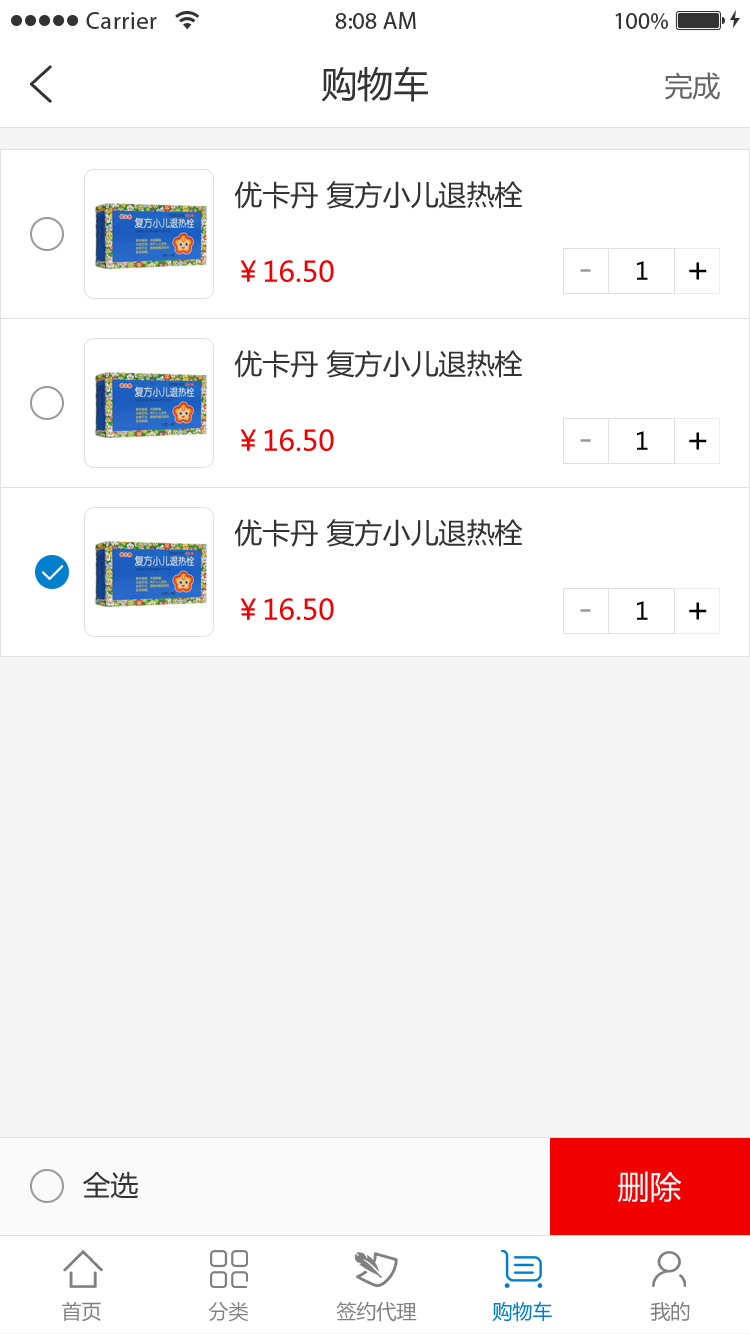 Carrier 8:08 AM 100%
购物车 完成
优卡丹 复方小儿退热栓
复方小儿退热栓
¥ 16.50 - 1 +
优卡丹 复方小儿退热栓
复方小儿退热栓
¥ 16.50 - 1 +
优卡丹 复方小儿退热栓
复方小儿退热栓
¥ 16.50 - 1 +
全选 删除
首页 分类 签约代理 购物车 我的